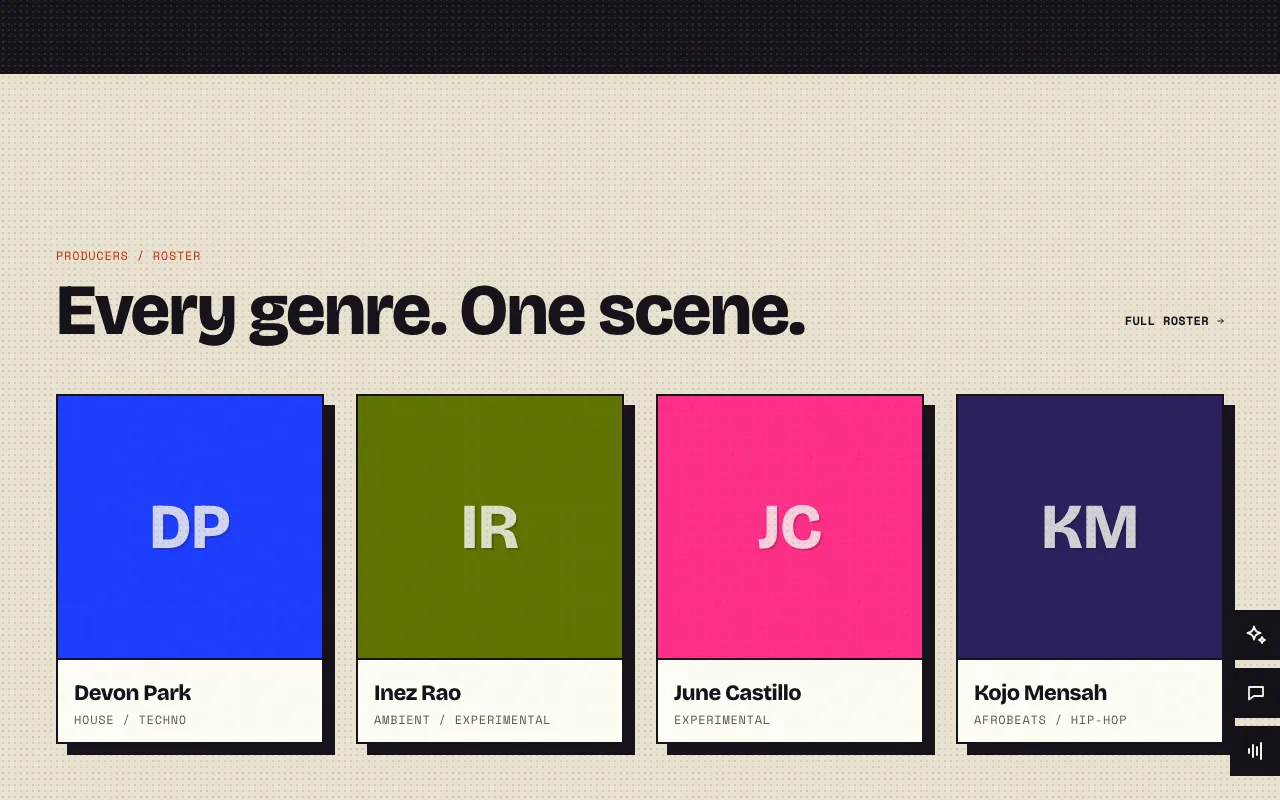 PRODUCERS / ROSTER
Every genre. One scene.
FULL ROSTER →
DP
IR
JC
KM
Devon Park
HOUSE / TECHNO
Inez Rao
AMBIENT / EXPERIMENTAL
June Castillo
EXPERIMENTAL
Kojo Mensah
AFROBEATS / HIP-HOP